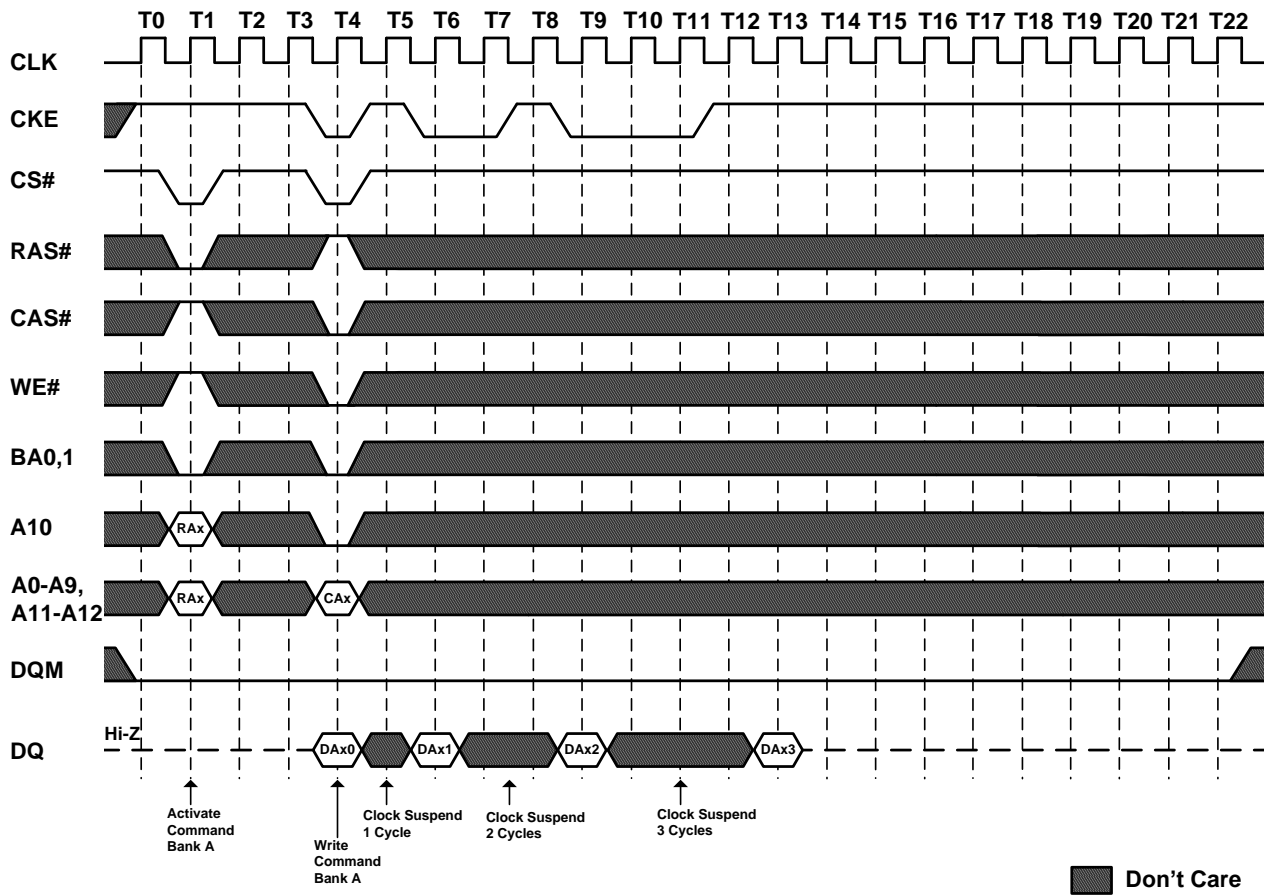 T0 T1 T2 T3 T4 T5 T6 T7 T8 T9 T10 T11 T12 T13 T14 T15 T16 T17 T18 T19 T20 T21 T22
CLK
CKE
CS#
RAS#
CAS#
WE#
BA0,1
A10
RAx
A0-A9,
A11-A12
RAx
CAx
DQM
Hi-Z
DQ
DAx0
DAx1
DAx2
DAx3
Activate
Command
Bank A
Write
Command
Bank A
Clock Suspend
1 Cycle
Clock Suspend
2 Cycles
Clock Suspend
3 Cycles
Don't Care